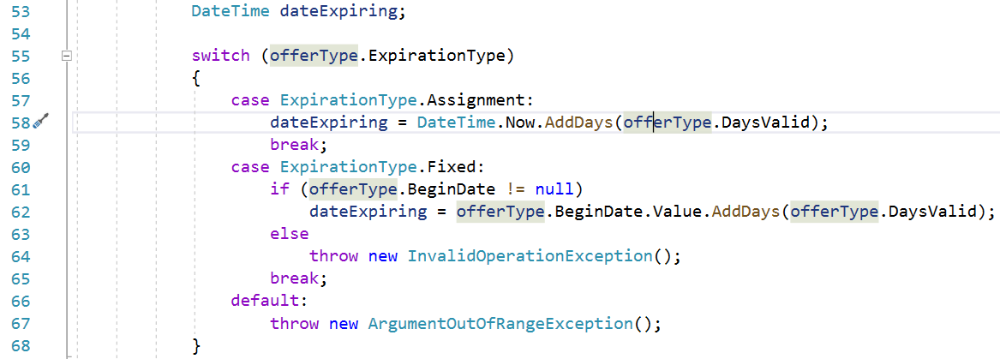 53 DateTime dateExpiring;
54
55 switch (offerType.ExpirationType)
56 {
57 case ExpirationType.Assignment:
58 dateExpiring = DateTime.Now.AddDays(offerType.DaysValid);
59 break;
60 case ExpirationType.Fixed:
61 if (offerType.BeginDate != null)
62 dateExpiring = offerType.BeginDate.Value.AddDays(offerType.DaysValid);
63 else
64 throw new InvalidOperationException();
65 break;
66 default:
67 throw new ArgumentOutOfRangeException();
68 }